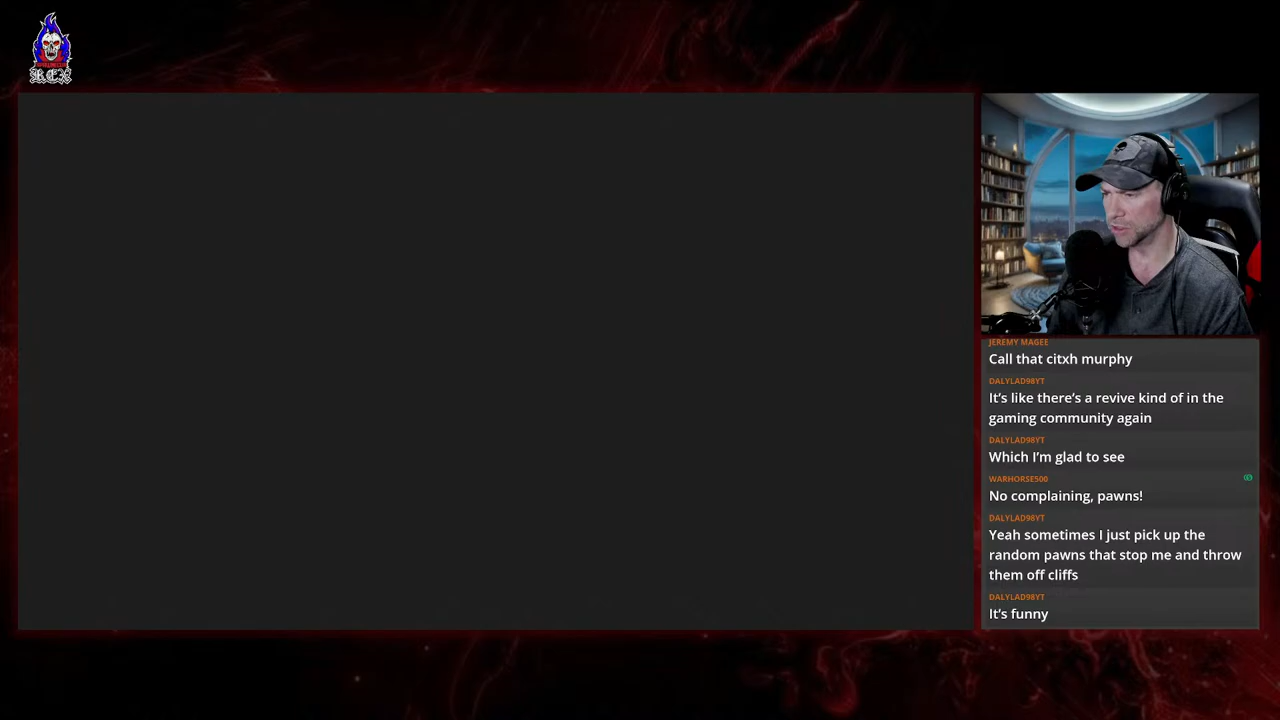 REX
JEREMY MAGEE
Call that citxh murphy
DALYLAD98YT
It's like there's a revive kind of in the
gaming community again
DALYLAD98YT
Which I'm glad to see
WARHORSE500
No complaining, pawns!
DALYLAD98YT
Yeah sometimes I just pick up the
random pawns that stop me and throw
them off cliffs
DALYLAD98YT
It's funny